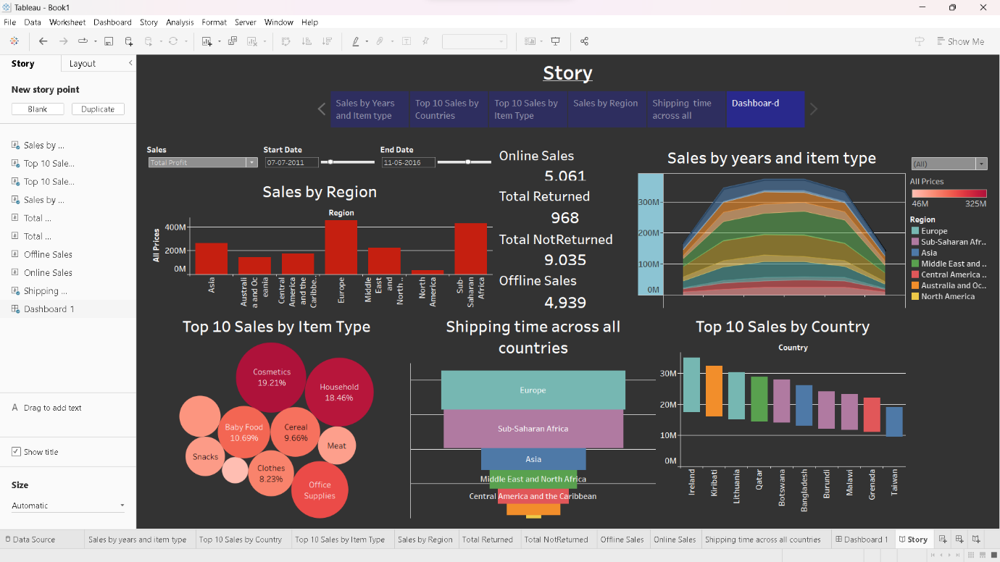 Tableau - Book1
File Data Worksheet Dashboard Story Analysis Format Server Window Help
Show Me
Story
Layout
New story point
Blank
Duplicate
Sales by ...
Top 10 Sale...
Top 10 Sale...
Sales by ...
Total ...
Total ...
Offline Sales
Online Sales
Shipping ...
Dashboard 1
A Drag to add text
Show title
Size
Automatic
Story
Sales by Years
and Item type
Top 10 Sales by
Countries
Top 10 Sales by
Item Type
Sales by Region
Shipping time
across all
Dashboar-d
Sales
Total Profit
Start Date
07-07-2011
End Date
11-05-2016
Online Sales
5,061
Total Returned
968
Total NotReturned
9.035
Offline Sales
4,939
Sales by Region
Region
All Prices
400M
200M
0M
Asia
Australi
a and Oc
eania
Central
America
and the
Caribbe..
Europe
Middle
East
and
North ..
North
America
Sub-
Saharan
Africa
Sales by years and item type
300M
200M
100M
0M
(All)
All Prices
46M 325M
Region
Europe
Sub-Saharan Afr..
Asia
Middle East and ..
Central America ..
Australia and Oc..
North America
Top 10 Sales by Item Type
Cosmetics
19.21%
Household
18.46%
Baby Food
10.69%
Cereal
9.66%
Meat
Snacks
Clothes
8.23%
Office
Supplies
Shipping time across all
countries
Europe
Sub-Saharan Africa
Asia
Middle East and North Africa
Central America and the Caribbean
Top 10 Sales by Country
Country
30M
20M
10M
0M
Ireland
Kiribati
Lithuania
Qatar
Botswana
Bangladesh
Burundi
Malawi
Grenada
Taiwan
Data Source
Sales by years and item type
Top 10 Sales by Country
Top 10 Sales by Item Type
Sales by Region
Total Returned
Total NotReturned
Offline Sales
Online Sales
Shipping time across all countries
Dashboard 1
Story